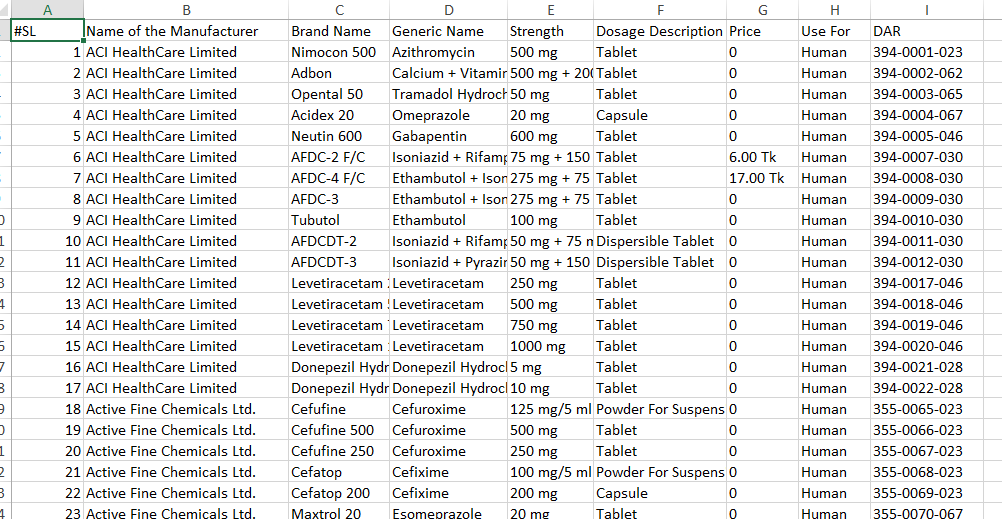 A B C D E F G H I
#SL Name of the Manufacturer Brand Name Generic Name Strength Dosage Description Price Use For DAR
1 ACI HealthCare Limited Nimocon 500 Azithromycin 500 mg Tablet 0 Human 394-0001-023
2 ACI HealthCare Limited Adbon Calcium + Vitamin 500 mg + 200 Tablet 0 Human 394-0002-062
3 ACI HealthCare Limited Opental 50 Tramadol Hydroch 50 mg Tablet 0 Human 394-0003-065
4 ACI HealthCare Limited Acidex 20 Omeprazole 20 mg Capsule 0 Human 394-0004-067
5 ACI HealthCare Limited Neutin 600 Gabapentin 600 mg Tablet 0 Human 394-0005-046
6 ACI HealthCare Limited AFDC-2 F/C Isoniazid + Rifamp 75 mg + 150 Tablet 6.00 Tk Human 394-0007-030
7 ACI HealthCare Limited AFDC-4 F/C Ethambutol + Ison 275 mg + 75 Tablet 17.00 Tk Human 394-0008-030
8 ACI HealthCare Limited AFDC-3 Ethambutol + Ison 275 mg + 75 Tablet 0 Human 394-0009-030
9 ACI HealthCare Limited Tubutol Ethambutol 100 mg Tablet 0 Human 394-0010-030
10 ACI HealthCare Limited AFDCDT-2 Isoniazid + Rifamp 50 mg + 75 m Dispersible Tablet 0 Human 394-0011-030
11 ACI HealthCare Limited AFDCDT-3 Isoniazid + Pyrazin 50 mg + 150 Dispersible Tablet 0 Human 394-0012-030
12 ACI HealthCare Limited Levetiracetam Levetiracetam 250 mg Tablet 0 Human 394-0017-046
13 ACI HealthCare Limited Levetiracetam Levetiracetam 500 mg Tablet 0 Human 394-0018-046
14 ACI HealthCare Limited Levetiracetam Levetiracetam 750 mg Tablet 0 Human 394-0019-046
15 ACI HealthCare Limited Levetiracetam Levetiracetam 1000 mg Tablet 0 Human 394-0020-046
16 ACI HealthCare Limited Donepezil Hydr Donepezil Hydrocl 5 mg Tablet 0 Human 394-0021-028
17 ACI HealthCare Limited Donepezil Hydr Donepezil Hydrocl 10 mg Tablet 0 Human 394-0022-028
18 Active Fine Chemicals Ltd. Cefufine Cefuroxime 125 mg/5 ml Powder For Suspens 0 Human 355-0065-023
19 Active Fine Chemicals Ltd. Cefufine 500 Cefuroxime 500 mg Tablet 0 Human 355-0066-023
20 Active Fine Chemicals Ltd. Cefufine 250 Cefuroxime 250 mg Tablet 0 Human 355-0067-023
21 Active Fine Chemicals Ltd. Cefatop Cefixime 100 mg/5 ml Powder For Suspens 0 Human 355-0068-023
22 Active Fine Chemicals Ltd. Cefatop 200 Cefixime 200 mg Capsule 0 Human 355-0069-023
23 Active Fine Chemicals Ltd. Maxtrol 20 Esomeprazole 20 mg Tablet 0 Human 355-0070-067